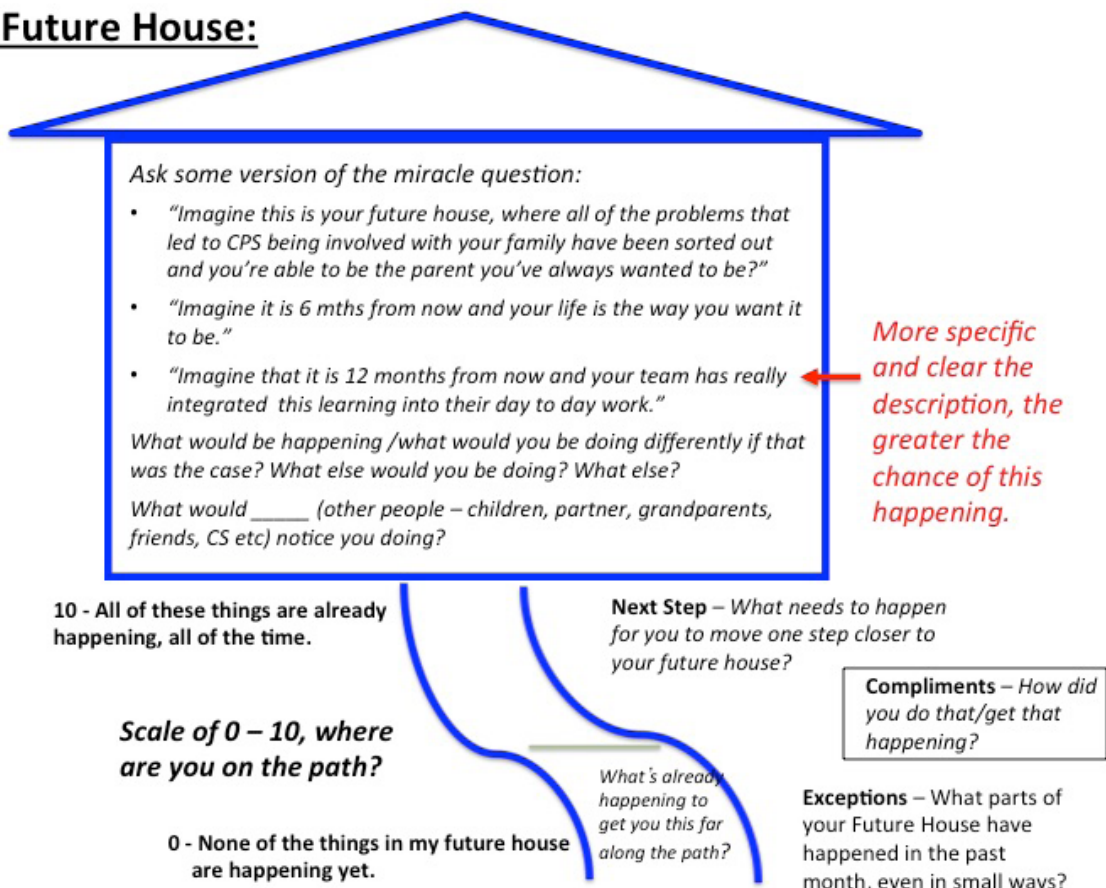 Future House:
Ask some version of the miracle question:
• “Imagine this is your future house, where all of the problems that
led to CPS being involved with your family have been sorted out
and you’re able to be the parent you’ve always wanted to be?”
• “Imagine it is 6 mths from now and your life is the way you want it
to be.”
• “Imagine that it is 12 months from now and your team has really
integrated  this learning into their day to day work.”
What would be happening /what would you be doing differently if that
was the case? What else would you be doing? What else?
What would _____ (other people – children, partner, grandparents,
friends, CS etc) notice you doing?
More specific
and clear the
description, the
greater the
chance of this
happening.
10 - All of these things are already
happening, all of the time.
Next Step – What needs to happen
for you to move one step closer to
your future house?
Compliments – How did
you do that/get that
happening?
Scale of 0 – 10, where
are you on the path?
What’s already
happening to
get you this far
along the path?
Exceptions – What parts of
your Future House have
happened in the past
month, even in small ways?
0 - None of the things in my future house
are happening yet.